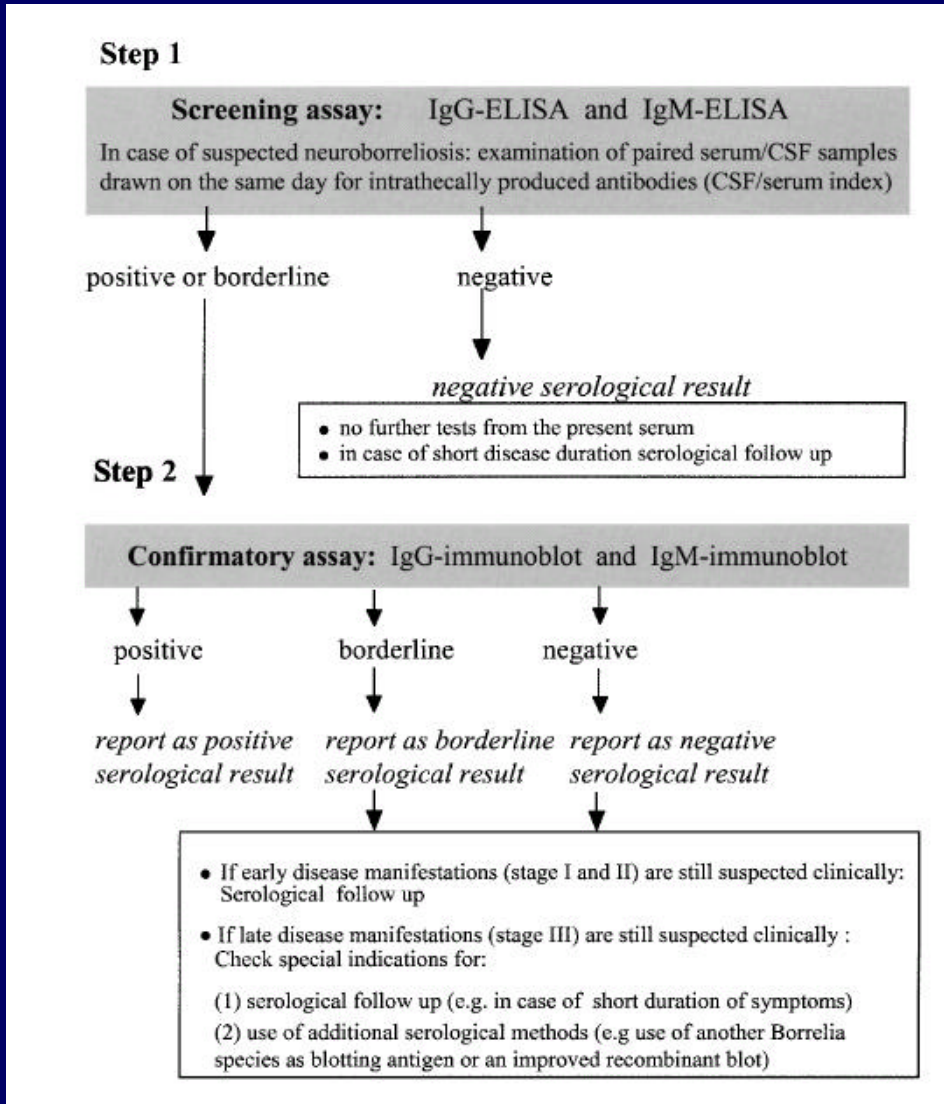 Step 1
Screening assay: IgG-ELISA and IgM-ELISA
In case of suspected neuroborreliosis: examination of paired serum/CSF samples
drawn on the same day for intrathecally produced antibodies (CSF/serum index)
positive or borderline negative
negative serological result
• no further tests from the present serum
• in case of short disease duration serological follow up
Step 2
Confirmatory assay: IgG-immunoblot and IgM-immunoblot
positive borderline negative
report as positive report as borderline report as negative
serological result serological result serological result
• If early disease manifestations (stage I and II) are still suspected clinically:
Serological follow up
• If late disease manifestations (stage III) are still suspected clinically :
Check special indications for:
(1) serological follow up (e.g. in case of short duration of symptoms)
(2) use of additional serological methods (e.g use of another Borrelia
species as blotting antigen or an improved recombinant blot)